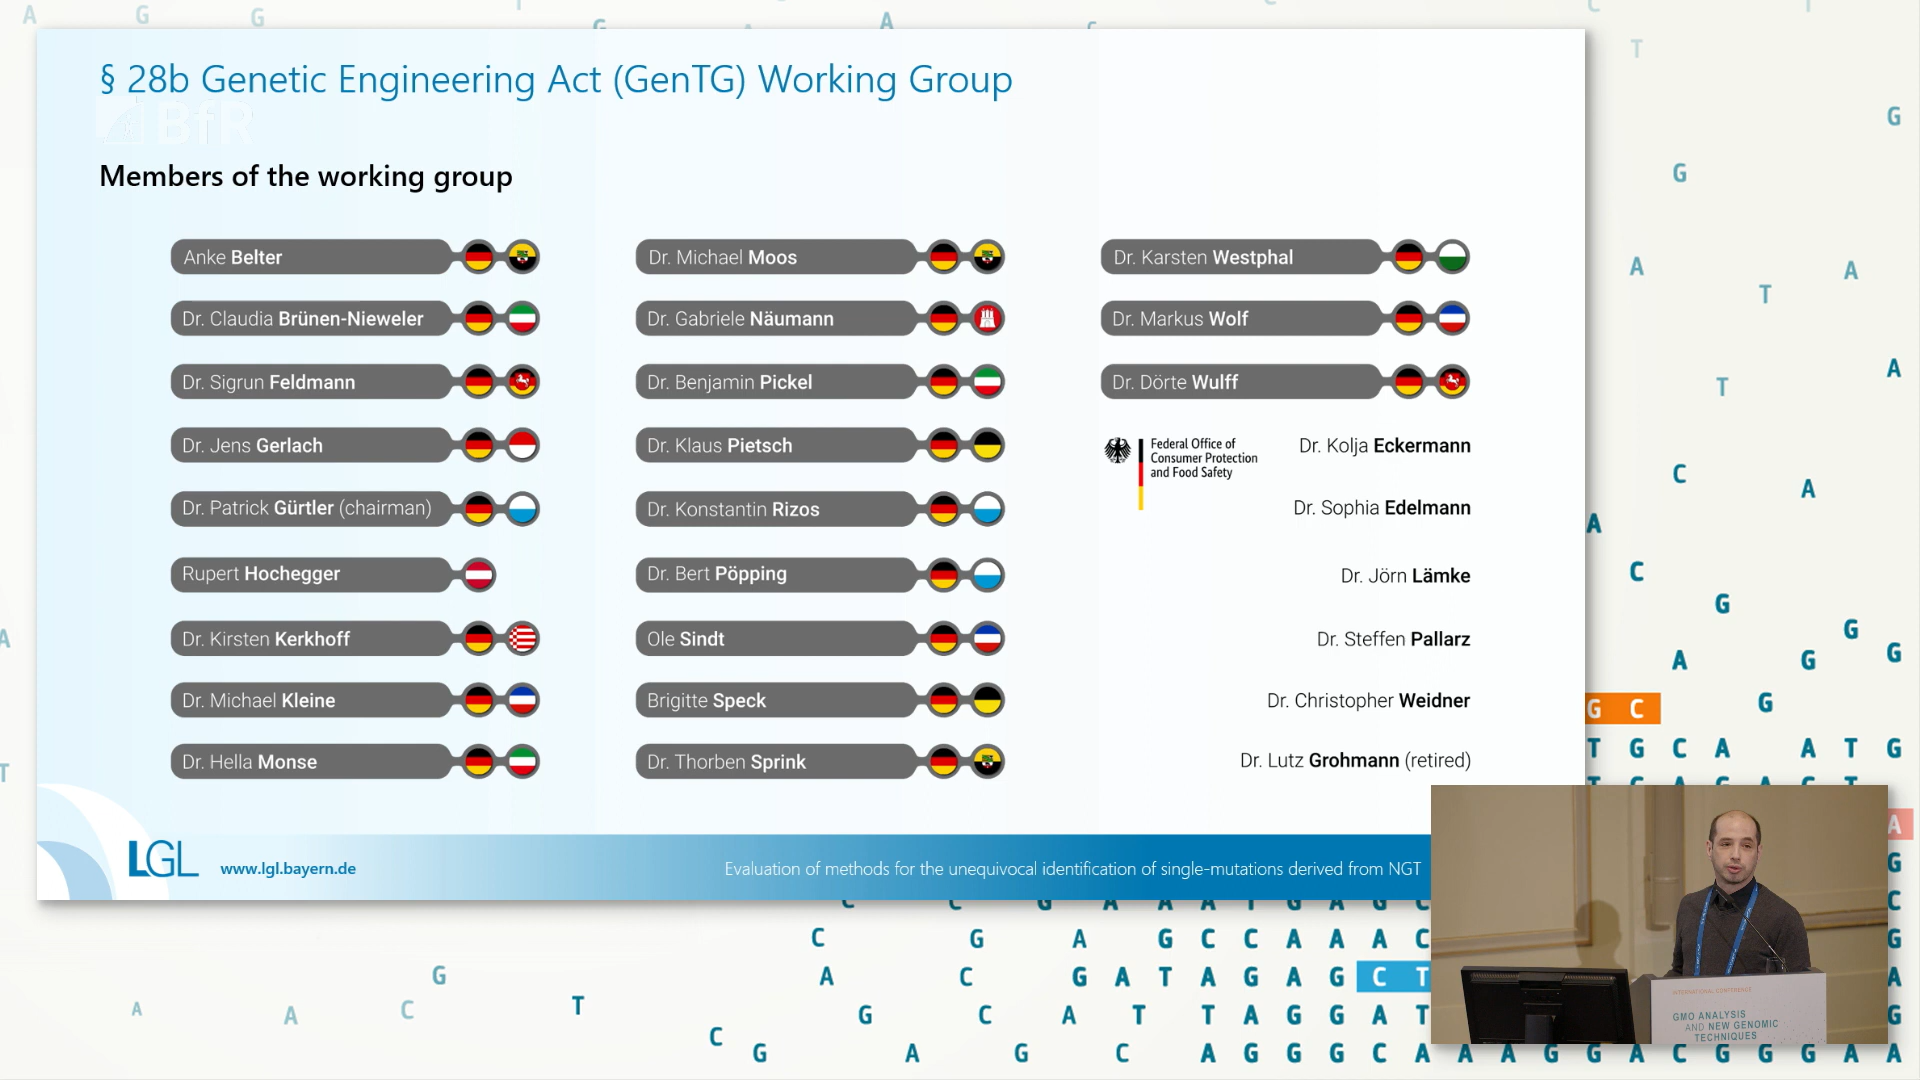 § 28b Genetic Engineering Act (GenTG) Working Group
BfR
Members of the working group
Anke Belter
Dr. Claudia Brünen-Nieweler
Dr. Sigrun Feldmann
Dr. Jens Gerlach
Dr. Patrick Gürtler (chairman)
Rupert Hochegger
Dr. Kirsten Kerkhoff
Dr. Michael Kleine
Dr. Hella Monse
Dr. Michael Moos
Dr. Gabriele Näumann
Dr. Benjamin Pickel
Dr. Klaus Pietsch
Dr. Konstantin Rizos
Dr. Bert Pöpping
Ole Sindt
Brigitte Speck
Dr. Thorben Sprink
Dr. Karsten Westphal
Dr. Markus Wolf
Dr. Dörte Wulff
Federal Office of
Consumer Protection
and Food Safety
Dr. Kolja Eckermann
Dr. Sophia Edelmann
Dr. Jörn Lämke
Dr. Steffen Pallarz
Dr. Christopher Weidner
Dr. Lutz Grohmann (retired)
LGL
www.lgl.bayern.de
Evaluation of methods for the unequivocal identification of single-mutations derived from NGT
INTERNATIONAL CONFERENCE
GMO ANALYSIS
AND NEW GENOMIC
TECHNIQUES
G C
T G C A A T G
C G A G C C A A A C
A C G A T A G A G C T
G C A T T A G G A T
C G A G C A G G G C A A A G G A C G G G A A